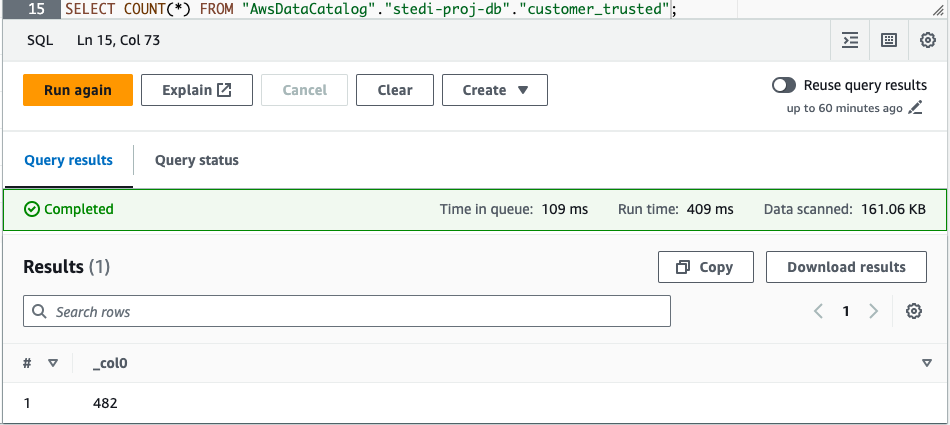 15 SELECT COUNT(*) FROM "AwsDataCatalog"."stedi-proj-db"."customer_trusted";
SQL Ln 15, Col 73
Run again Explain Cancel Clear Create Reuse query results
up to 60 minutes ago
Query results Query status
Completed Time in queue: 109 ms Run time: 409 ms Data scanned: 161.06 KB
Results (1) Copy Download results
Search rows 1
# _col0
1 482